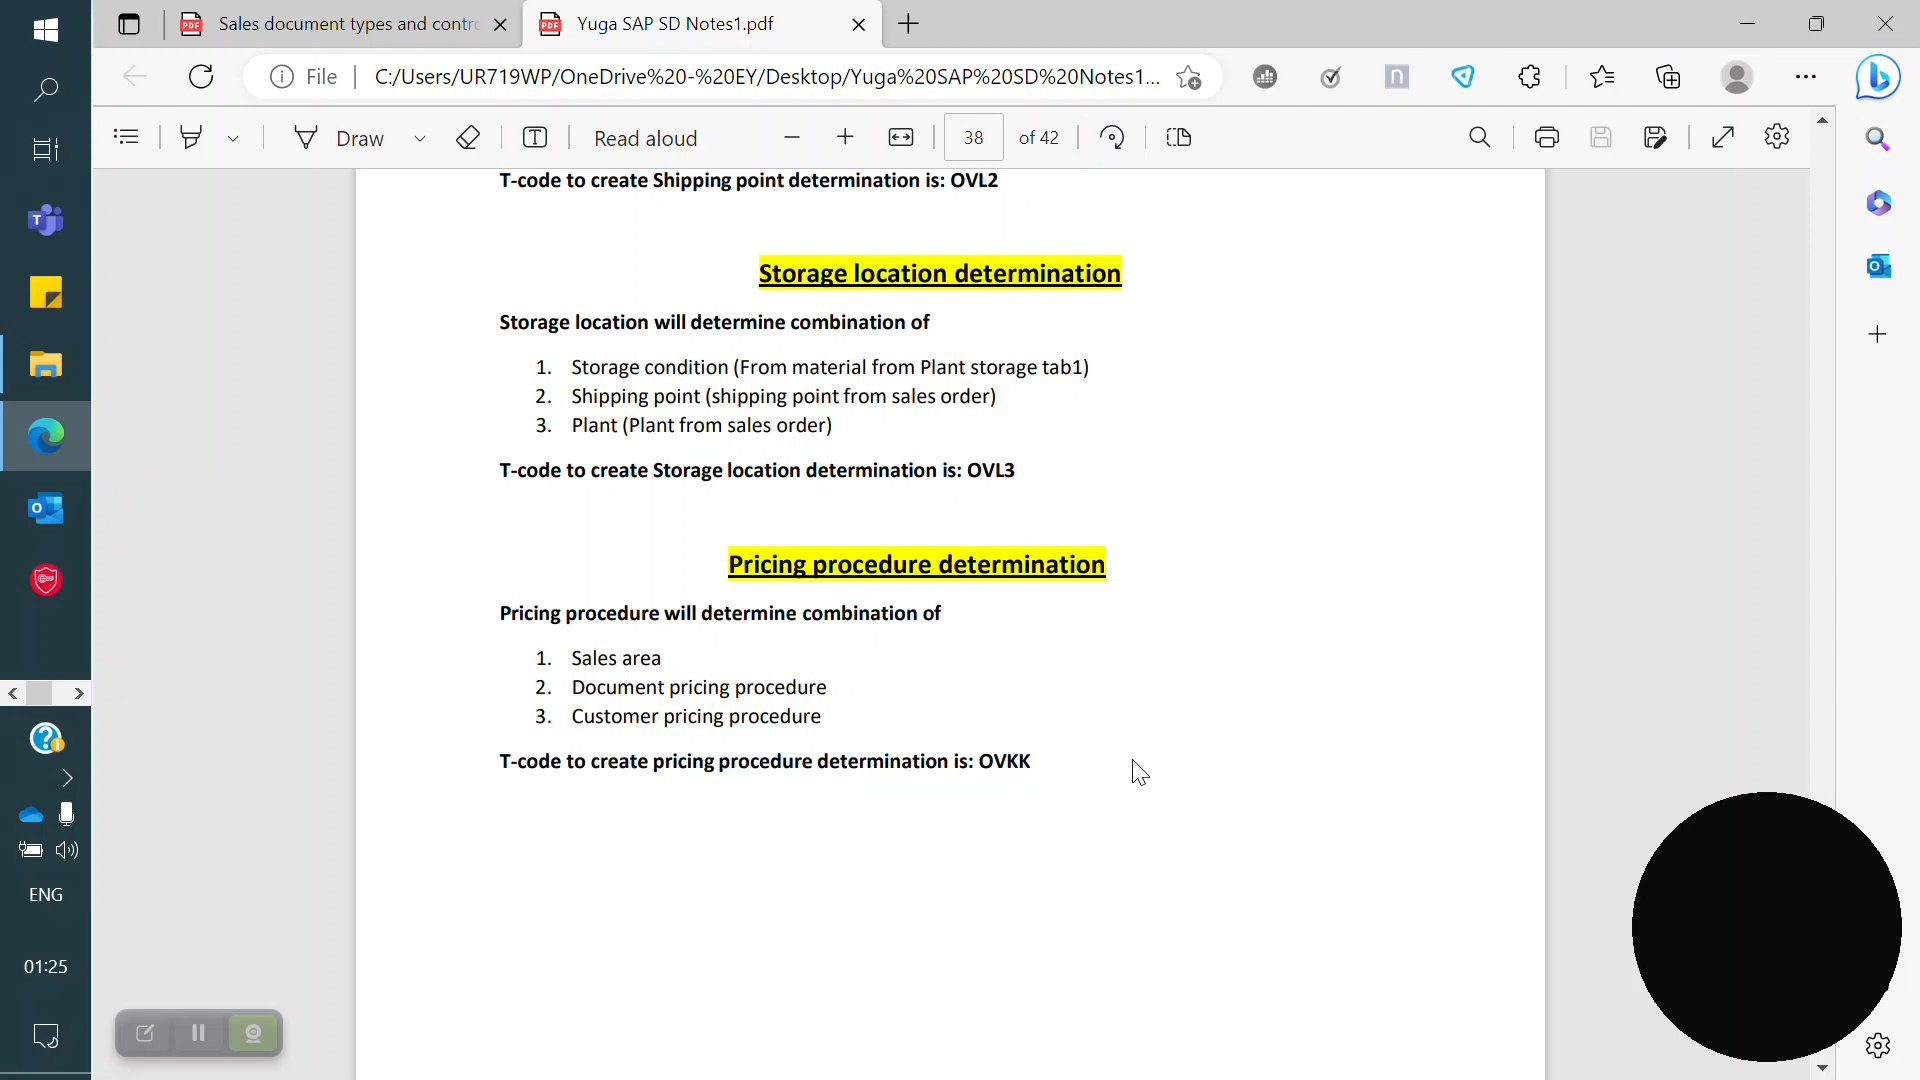 Sales document types and contro
Yuga SAP SD Notes1.pdf
File
C:/Users/UR719WP/OneDrive%20-%20EY/Desktop/Yuga%20SAP%20SD%20Notes1...
Draw
Read aloud
38
of 42
T-code to create Shipping point determination is: OVL2
Storage location determination
Storage location will determine combination of
1. Storage condition (From material from Plant storage tab1)
2. Shipping point (shipping point from sales order)
3. Plant (Plant from sales order)
T-code to create Storage location determination is: OVL3
Pricing procedure determination
Pricing procedure will determine combination of
1. Sales area
2. Document pricing procedure
3. Customer pricing procedure
T-code to create pricing procedure determination is: OVKK
ENG
01:25